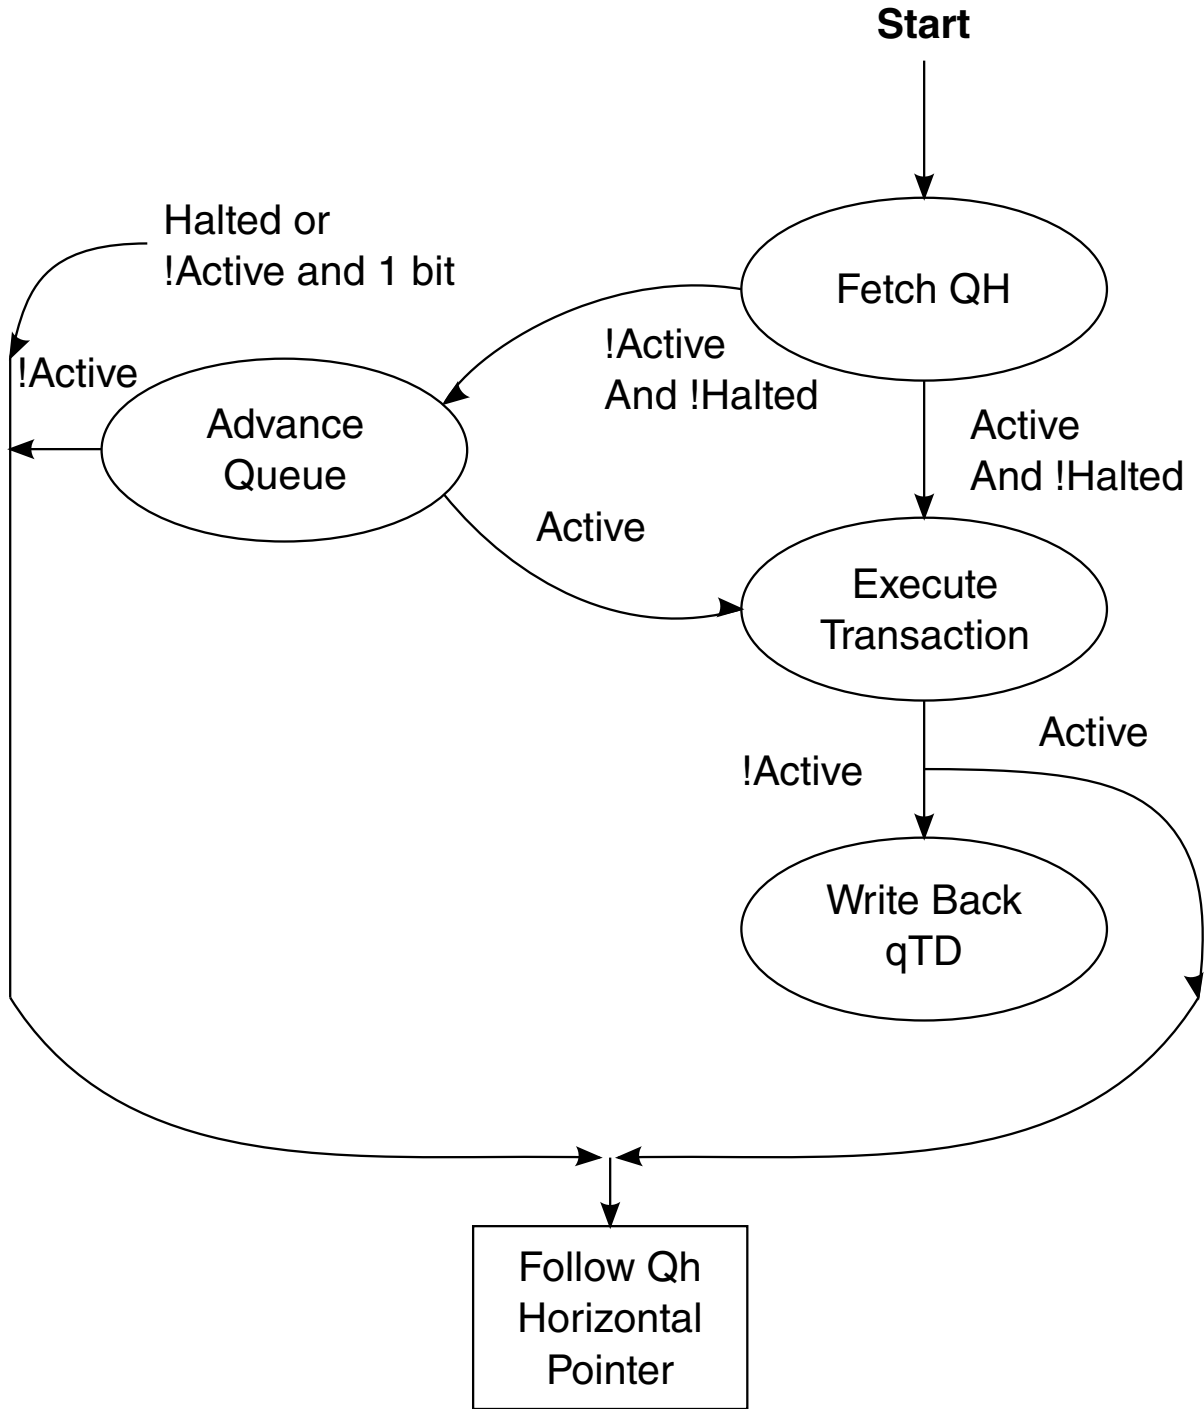 Start
Halted or
!Active and 1 bit
Fetch QH
!Active
And !Halted
!Active
Advance
Queue
Active
And !Halted
Active
Execute
Transaction
Active
!Active
Write Back
qTD
Follow Qh
Horizontal
Pointer